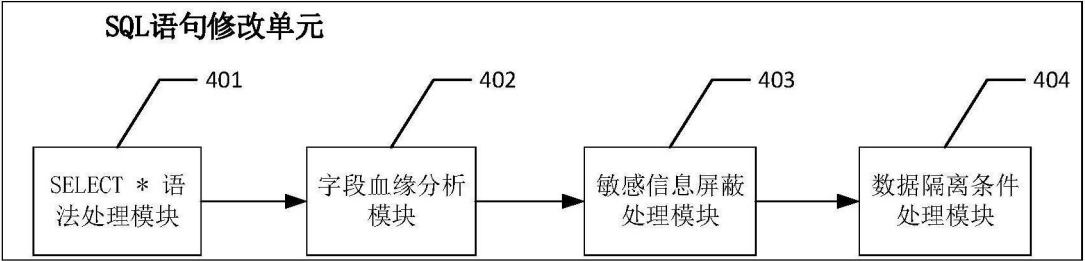 SQL语句修改单元
401
402
403
404
SELECT * 语
法处理模块
字段血缘分析
模块
敏感信息屏蔽
处理模块
数据隔离条件
处理模块